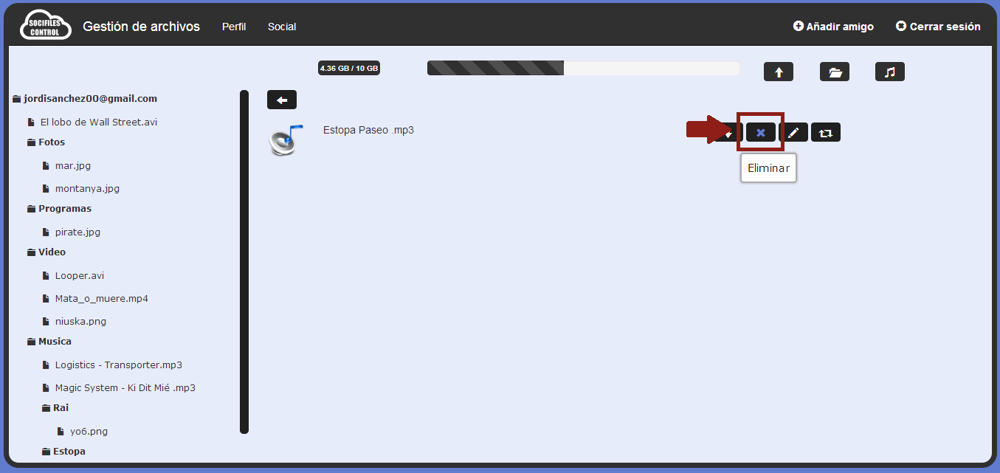 SOCIFILES
CONTROL
Gestión de archivos Perfil Social Añadir amigo Cerrar sesión
4.36 GB / 10 GB
jordisanchez00@gmail.com
El lobo de Wall Street.avi
Fotos
mar.jpg
montanya.jpg
Programas
pirate.jpg
Video
Looper.avi
Mata_o_muere.mp4
niuska.png
Musica
Logistics - Transporter.mp3
Magic System - Ki Dit Mié .mp3
Rai
yo6.png
Estopa
Estopa Paseo .mp3
Eliminar